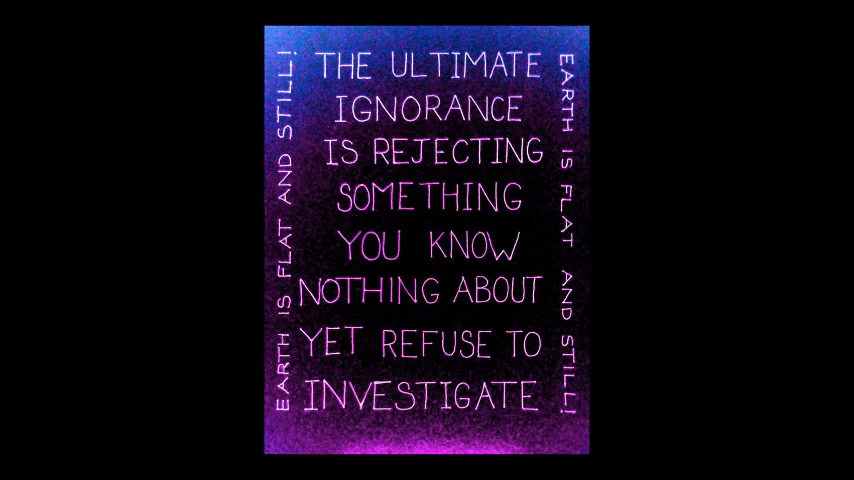 EARTH IS FLAT AND STILL!
THE ULTIMATE
IGNORANCE
IS REJECTING
SOMETHING
YOU KNOW
NOTHING ABOUT
YET REFUSE TO
INVESTIGATE
EARTH IS FLAT AND STILL!